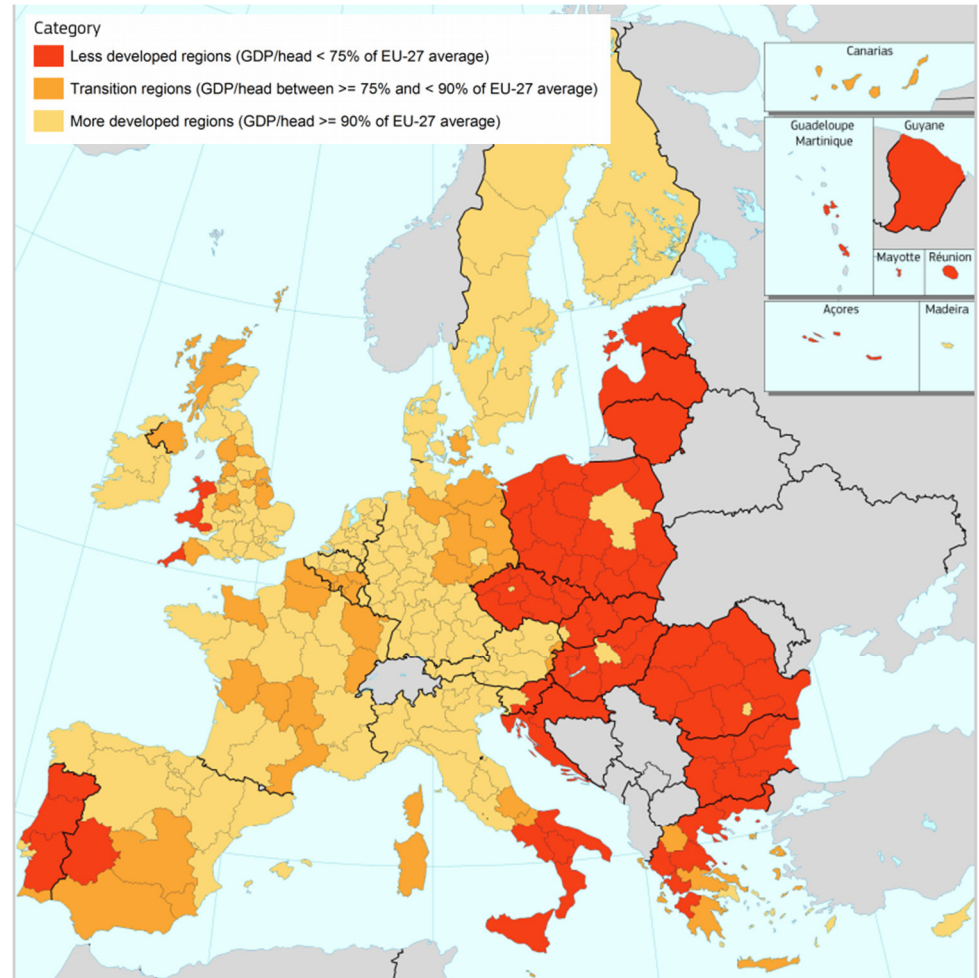 Category
Less developed regions (GDP/head < 75% of EU-27 average)
Transition regions (GDP/head between >= 75% and < 90% of EU-27 average)
More developed regions (GDP/head >= 90% of EU-27 average)
Canarias
Guadeloupe
Martinique
Guyane
Mayotte
Réunion
Açores
Madeira